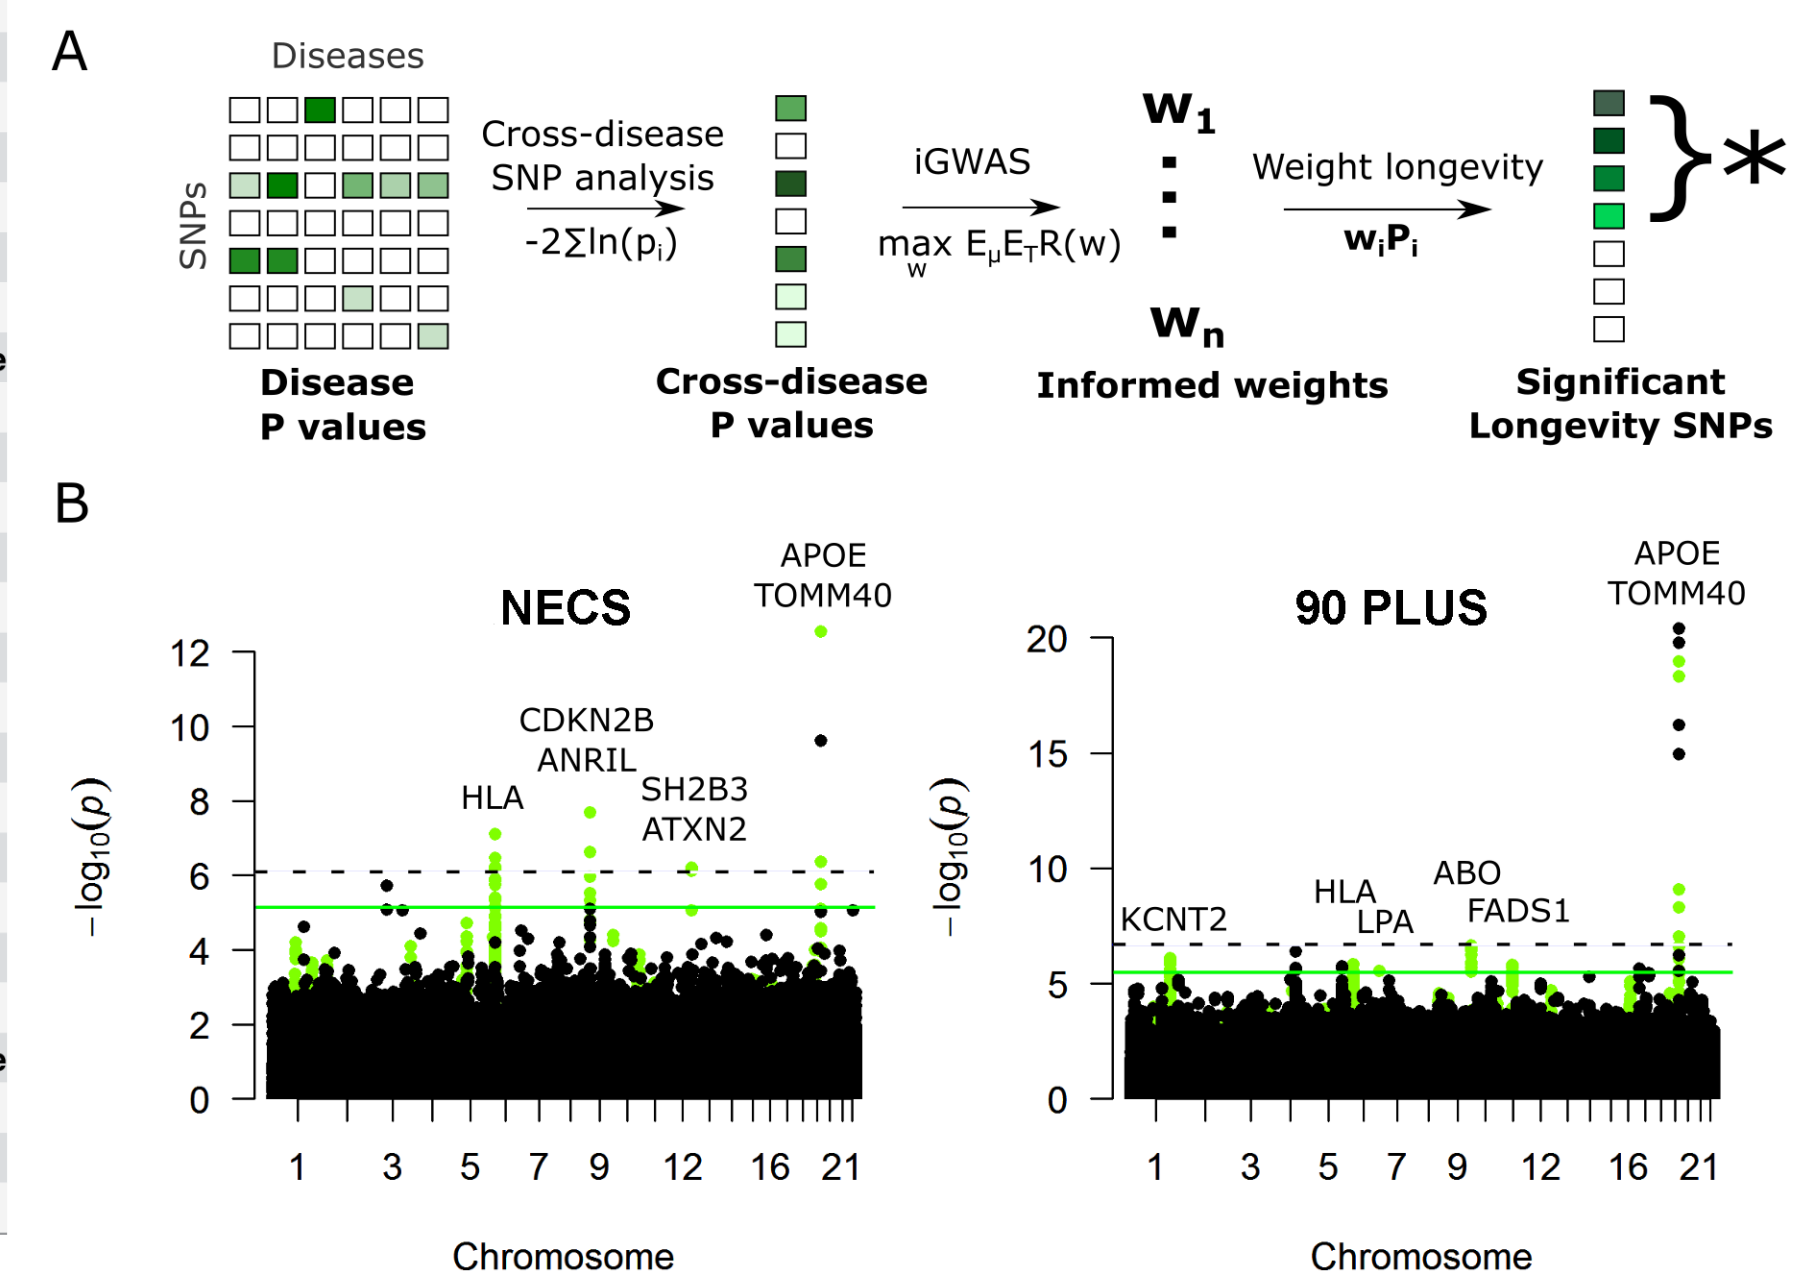 A
Diseases
SNPs
Cross-disease
SNP analysis
-2∑ln(pᵢ)
iGWAS
max E_μE_TR(w)
w
w₁
wₙ
Weight longevity
wᵢPᵢ
*
Disease
P values
Cross-disease
P values
Informed weights
Significant
Longevity SNPs
B
NECS
APOE
TOMM40
CDKN2B
ANRIL
HLA
SH2B3
ATXN2
12
10
8
6
4
2
0
−log₁₀(p)
1 3 5 7 9 12 16 21
Chromosome
90 PLUS
APOE
TOMM40
KCNT2
HLA
LPA
ABO
FADS1
20
15
10
5
0
−log₁₀(p)
1 3 5 7 9 12 16 21
Chromosome